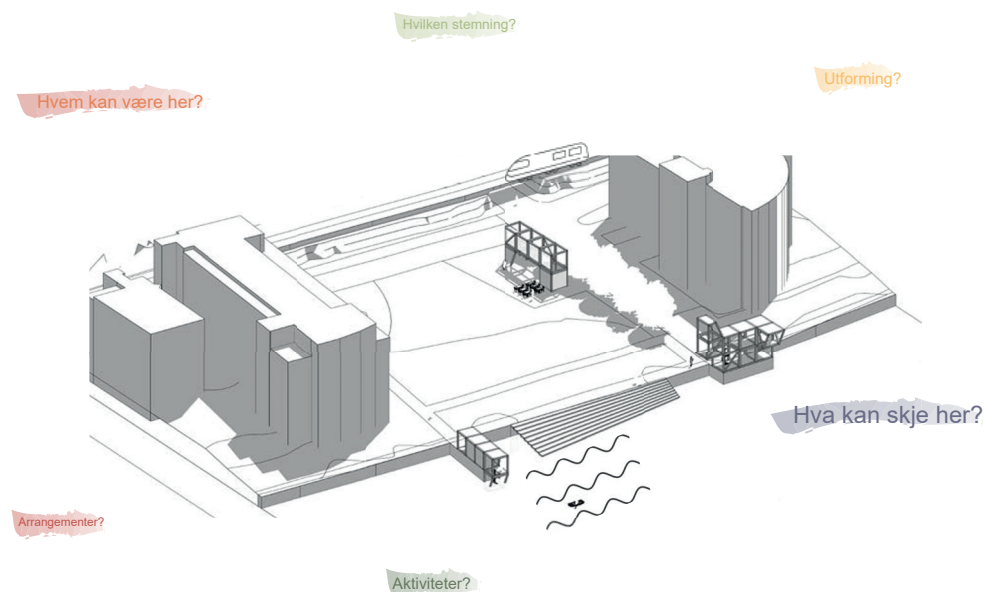 Hvilken stemning?
Utforming?
Hvem kan være her?
Hva kan skje her?
Arrangementer?
Aktiviteter?